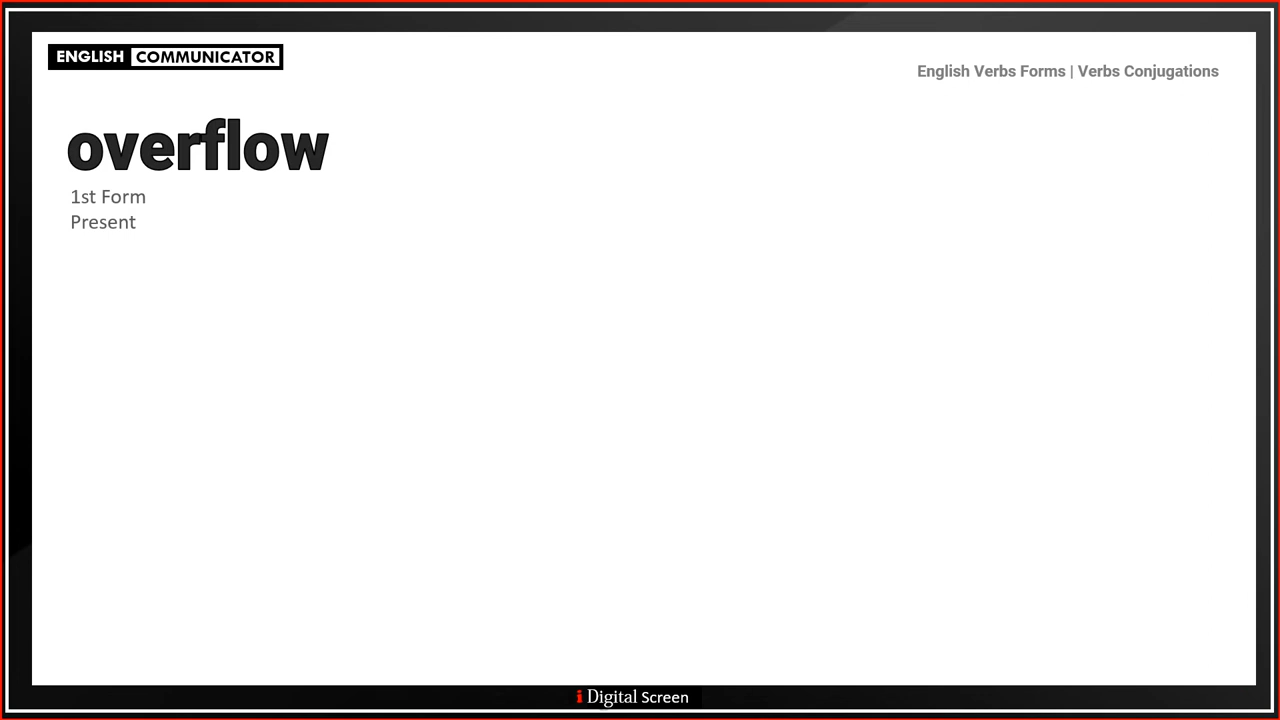 ENGLISH COMMUNICATOR
English Verbs Forms | Verbs Conjugations
overflow
1st Form
Present
i Digital Screen